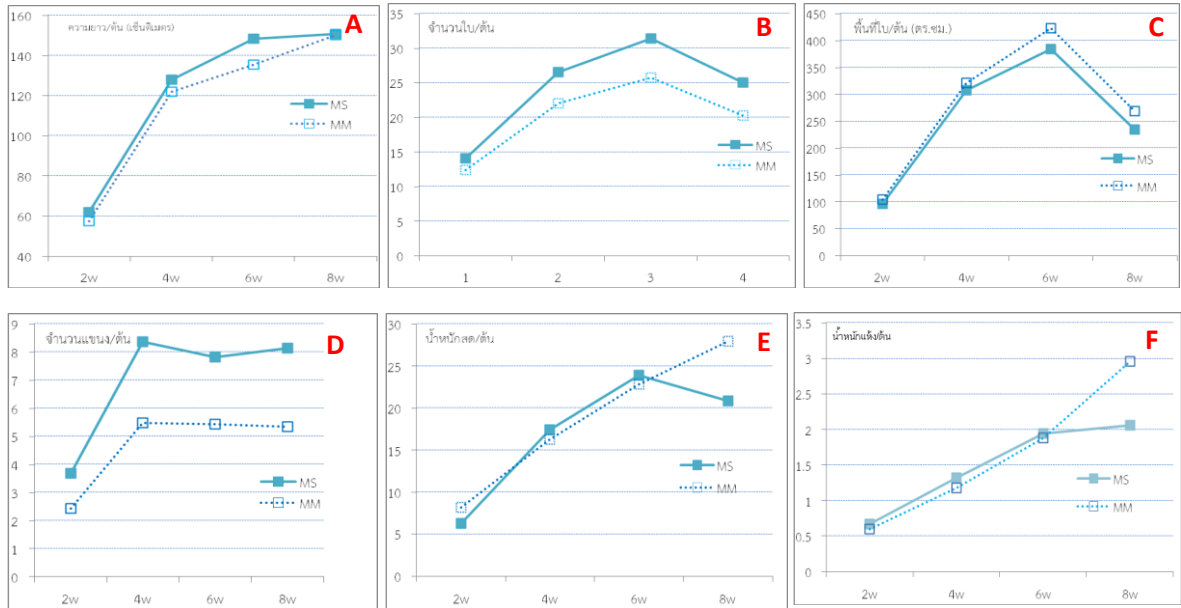 ความยาว/ต้น (เซ็นติเมตร)
A
160
140
120
100
80
60
40
2w
4w
6w
8w
MS
MM
จำนวนใบ/ต้น
B
35
30
25
20
15
10
5
0
1
2
3
4
MS
MM
พื้นที่ใบ/ต้น (ตร.ซม.)
C
450
400
350
300
250
200
150
100
50
0
2w
4w
6w
8w
MS
MM
จำนวนแขนง/ต้น
D
9
8
7
6
5
4
3
2
1
0
2w
4w
6w
8w
MS
MM
น้ำหนักสด/ต้น
E
30
25
20
15
10
5
0
2w
4w
6w
8w
MS
MM
น้ำหนักแห้ง/ต้น
F
3.5
3
2.5
2
1.5
1
0.5
0
2w
4w
6w
8w
MS
MM